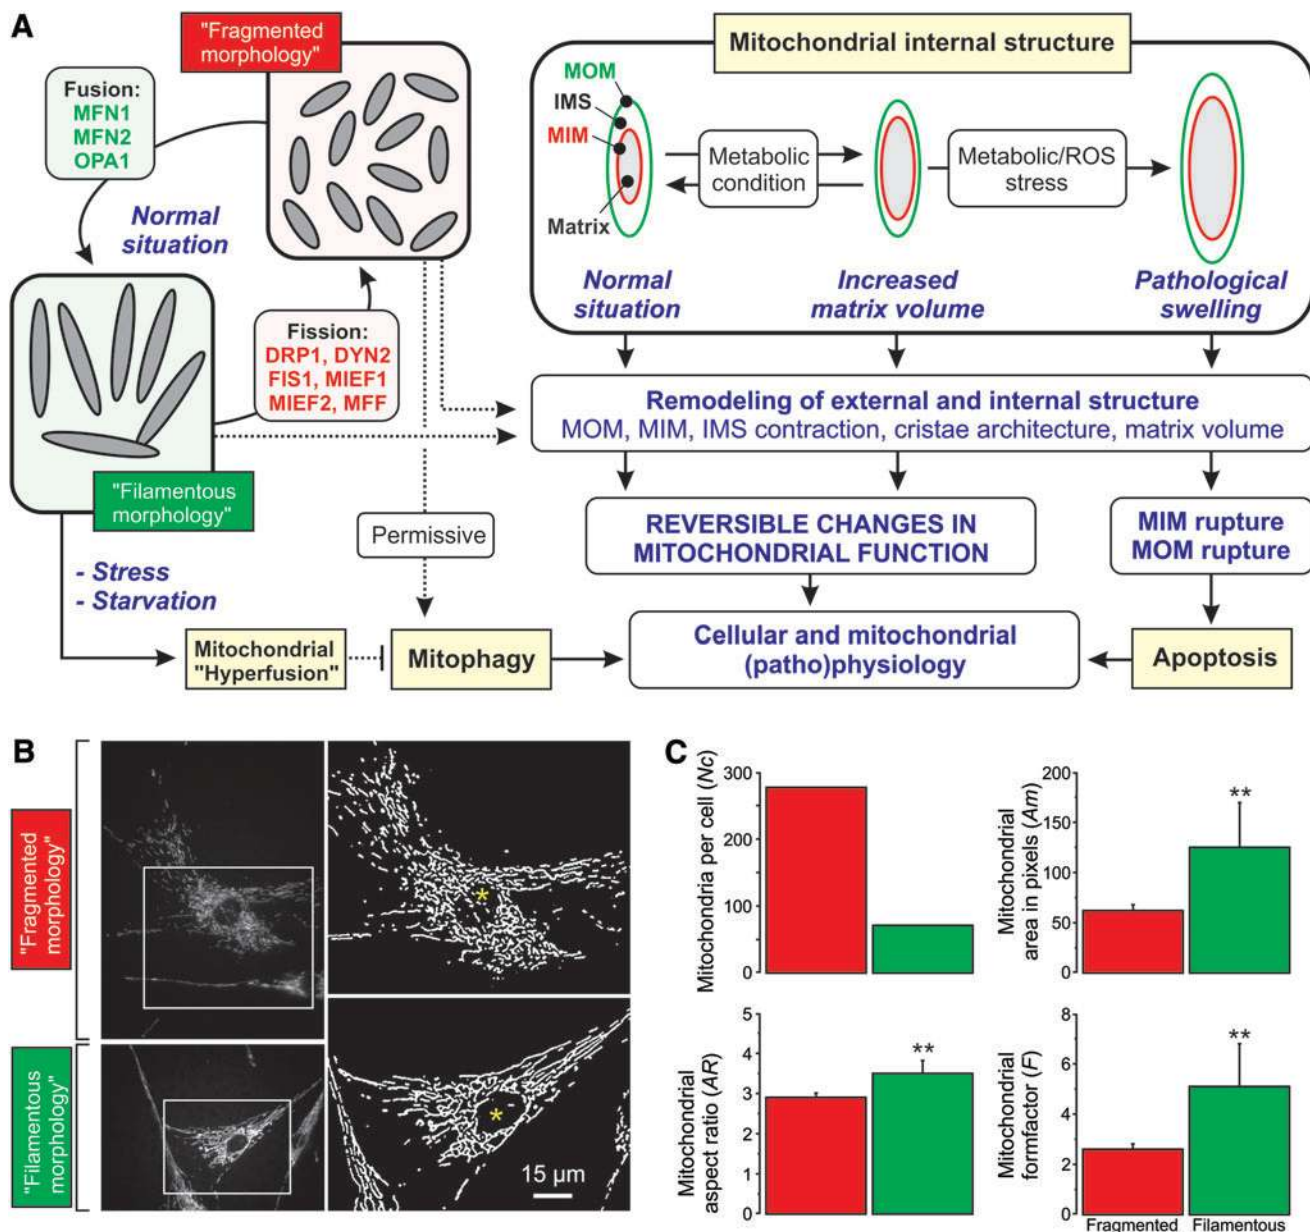 A
"Fragmented
morphology"
Fusion:
MFN1
MFN2
OPA1
Normal
situation
Fission:
DRP1, DYN2
FIS1, MIEF1
MIEF2, MFF
"Filamentous
morphology"
- Stress
- Starvation
Permissive
Mitochondrial
"Hyperfusion"
Mitophagy
Mitochondrial internal structure
MOM
IMS
MIM
Matrix
Metabolic
condition
Metabolic/ROS
stress
Normal
situation
Increased
matrix volume
Pathological
swelling
Remodeling of external and internal structure
MOM, MIM, IMS contraction, cristae architecture, matrix volume
REVERSIBLE CHANGES IN
MITOCHONDRIAL FUNCTION
MIM rupture
MOM rupture
Cellular and mitochondrial
(patho)physiology
Apoptosis
B
"Fragmented
morphology"
"Filamentous
morphology"
*
*
15 µm
C
Mitochondria per cell (Nc)
300
200
100
0
Mitochondrial
area in pixels (Am)
200
150
100
50
0
**
Mitochondrial
aspect ratio (AR)
5
4
3
2
1
0
**
Mitochondrial
formfactor (F)
8
6
4
2
0
**
Fragmented
Filamentous